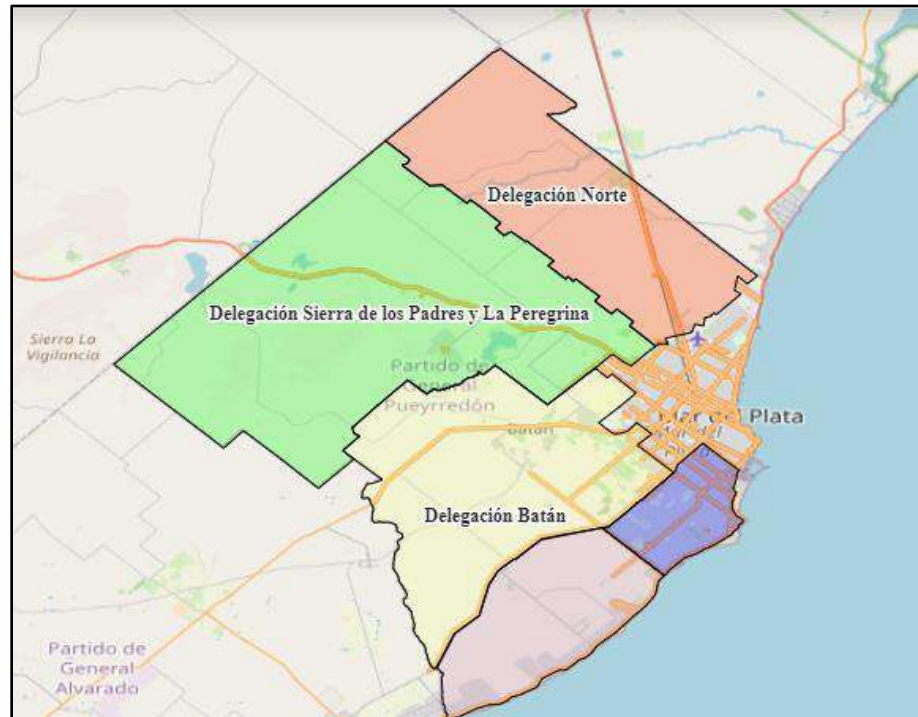 Delegación Norte
Delegación Sierra de los Padres y La Peregrina
Sierra La
Vigilancia
Partido de
General
Pueyrredón
Mar del Plata
Batán
Delegación Batán
Partido de
General
Alvarado